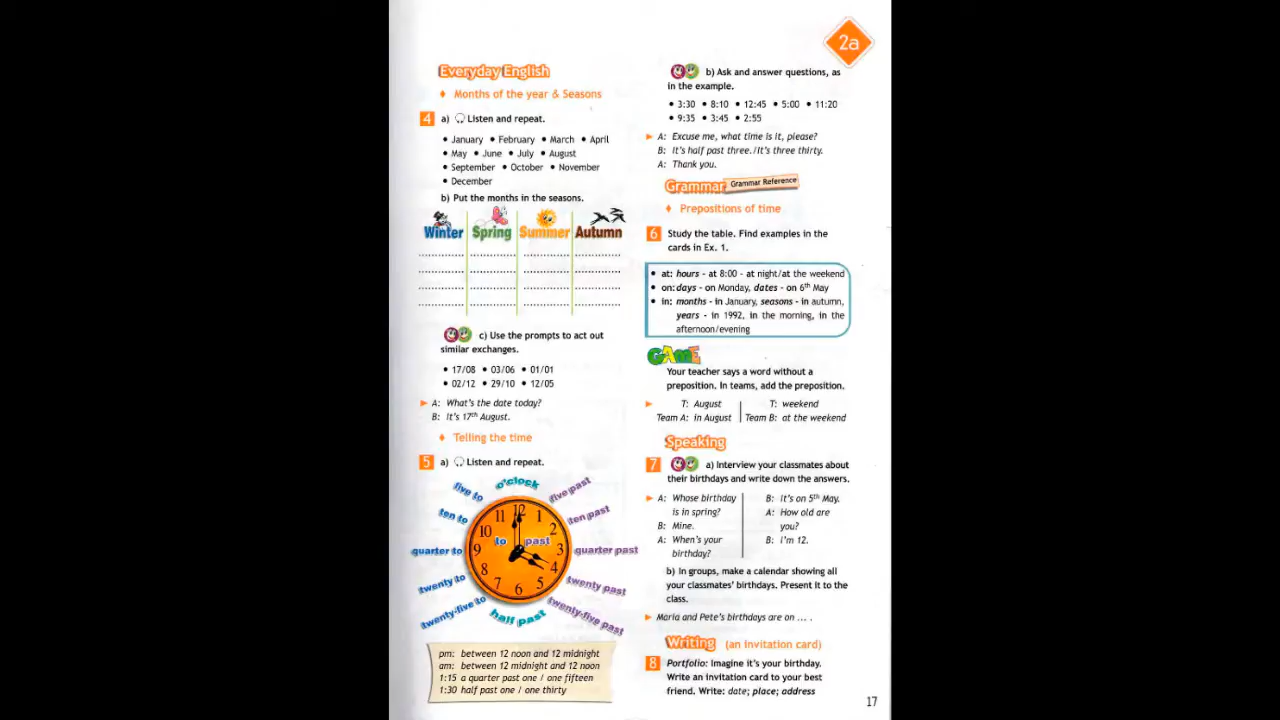 2a
Everyday English
♦ Months of the year & Seasons
4 a) Listen and repeat.
• January • February • March • April
• May • June • July • August
• September • October • November
• December
b) Put the months in the seasons.
Winter Spring Summer Autumn
c) Use the prompts to act out
similar exchanges.
• 17/08 • 03/06 • 01/01
• 02/12 • 29/10 • 12/05
A: What's the date today?
B: It's 17th August.
♦ Telling the time
5 a) Listen and repeat.
o'clock
five to five past
ten to ten past
quarter to quarter past
twenty to twenty past
twenty-five to twenty-five past
half past
12 1 2 3 4 5 6 7 8 9 10 11
to past
pm: between 12 noon and 12 midnight
am: between 12 midnight and 12 noon
1:15 a quarter past one / one fifteen
1:30 half past one / one thirty
b) Ask and answer questions, as
in the example.
• 3:30 • 8:10 • 12:45 • 5:00 • 11:20
• 9:35 • 3:45 • 2:55
A: Excuse me, what time is it, please?
B: It's half past three./It's three thirty.
A: Thank you.
Grammar Grammar Reference
♦ Prepositions of time
6 Study the table. Find examples in the
cards in Ex. 1.
• at: hours - at 8:00 - at night/at the weekend
• on: days - on Monday, dates - on 6th May
• in: months - in January, seasons - in autumn,
years - in 1992, in the morning, in the
afternoon/evening
GAME
Your teacher says a word without a
preposition. In teams, add the preposition.
T: August T: weekend
Team A: in August Team B: at the weekend
Speaking
7 a) Interview your classmates about
their birthdays and write down the answers.
A: Whose birthday
is in spring?
B: Mine.
A: When's your
birthday?
B: It's on 5th May.
A: How old are
you?
B: I'm 12.
b) In groups, make a calendar showing all
your classmates' birthdays. Present it to the
class.
Maria and Pete's birthdays are on ... .
Writing (an invitation card)
8 Portfolio: Imagine it's your birthday.
Write an invitation card to your best
friend. Write: date; place; address
17